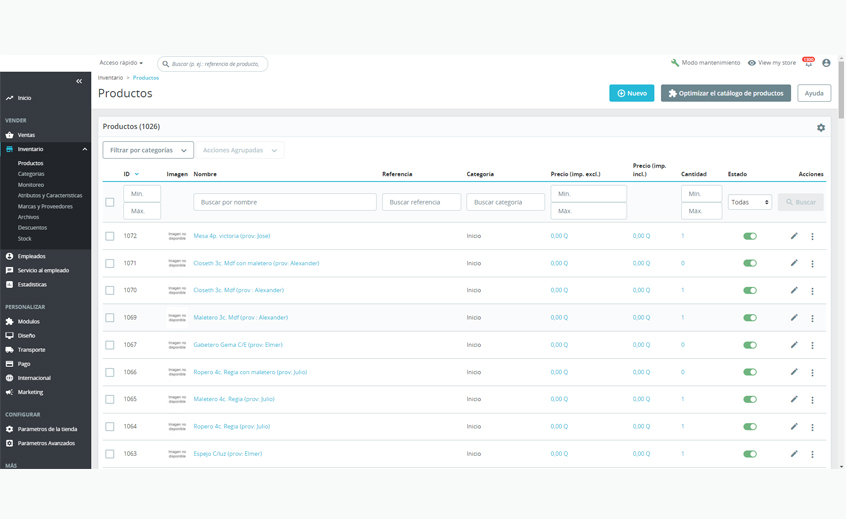 Acceso rápido
Buscar (p. ej.: referencia de producto,
Modo mantenimiento
View my store
Inventario > Productos
Productos
Nuevo
Optimizar el catálogo de productos
Ayuda
Inicio
VENDER
Ventas
Inventario
Productos
Categorías
Monitoreo
Atributos y Características
Marcas y Proveedores
Archivos
Descuentos
Stock
Empleados
Servicio al empleado
Estadísticas
PERSONALIZAR
Módulos
Diseño
Transporte
Pago
Internacional
Marketing
CONFIGURAR
Parámetros de la tienda
Parámetros Avanzados
MÁS
Productos (1026)
Filtrar por categorías
Acciones Agrupadas
ID Imagen Nombre Referencia Categoría Precio (imp. excl.) Precio (imp. incl.) Cantidad Estado Acciones
Mín. Buscar por nombre Buscar referencia Buscar categoría Mín. Mín. Todas Buscar
Máx. Máx. Máx.
1072 Imagen no disponible Mesa 4p. victoria (prov: Jose) Inicio 0,00 Q 0,00 Q 1
1071 Imagen no disponible Closeth 3c. Mdf con maletero (prov: Alexander) Inicio 0,00 Q 0,00 Q 0
1070 Imagen no disponible Closeth 3c. Mdf (prov : Alexander) Inicio 0,00 Q 0,00 Q 1
1069 Imagen no disponible Maletero 3c. Mdf (prov : Alexander) Inicio 0,00 Q 0,00 Q 1
1067 Imagen no disponible Gabetero Gema C/E (prov: Elmer) Inicio 0,00 Q 0,00 Q 0
1066 Imagen no disponible Ropero 4c. Regia con maletero (prov: Julio) Inicio 0,00 Q 0,00 Q 0
1065 Imagen no disponible Maletero 4c. Regia (prov: Julio) Inicio 0,00 Q 0,00 Q 1
1064 Imagen no disponible Ropero 4c. Regia (prov: Julio) Inicio 0,00 Q 0,00 Q 1
1063 Imagen no disponible Espejo C/luz (prov: Elmer) Inicio 0,00 Q 0,00 Q 1